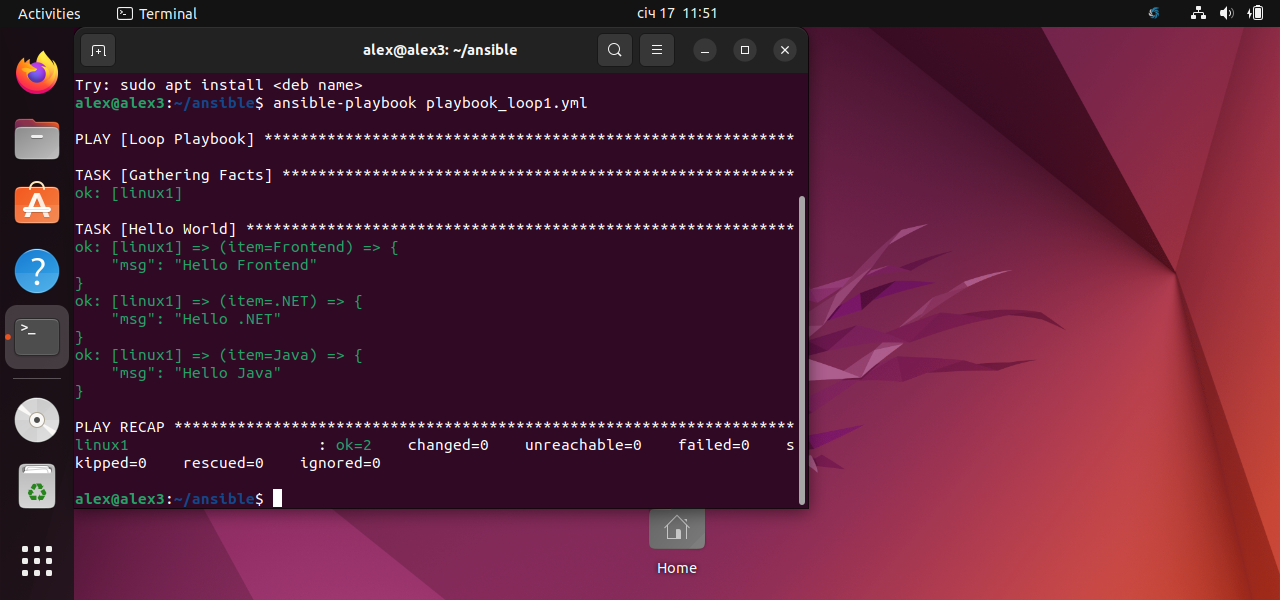 Activities
Terminal
січ 17 11:51
alex@alex3: ~/ansible
Try: sudo apt install <deb name>
alex@alex3:~/ansible$ ansible-playbook playbook_loop1.yml
PLAY [Loop Playbook] ***********************************************************
TASK [Gathering Facts] *********************************************************
ok: [linux1]
TASK [Hello World] *************************************************************
ok: [linux1] => (item=Frontend) => {
    "msg": "Hello Frontend"
}
ok: [linux1] => (item=.NET) => {
    "msg": "Hello .NET"
}
ok: [linux1] => (item=Java) => {
    "msg": "Hello Java"
}
PLAY RECAP *********************************************************************
linux1                     : ok=2    changed=0    unreachable=0    failed=0    s
kipped=0    rescued=0    ignored=0
alex@alex3:~/ansible$
Home